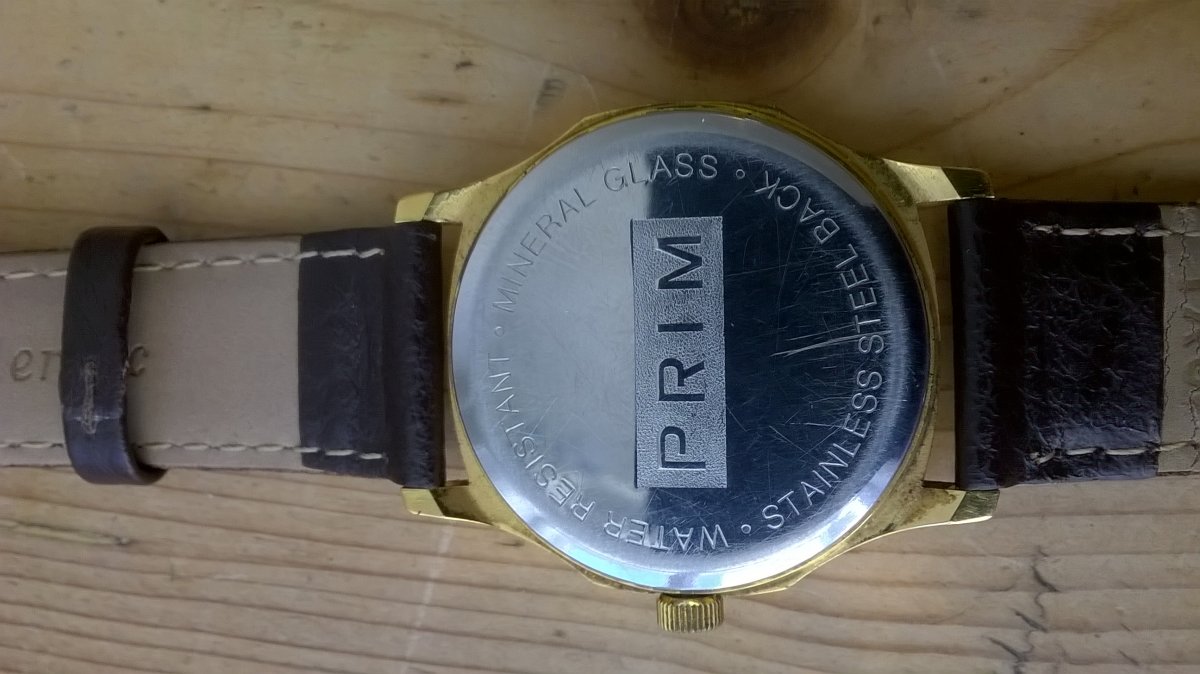 PRIM
WATER RESISTANT • MINERAL GLASS • STAINLESS STEEL BACK •